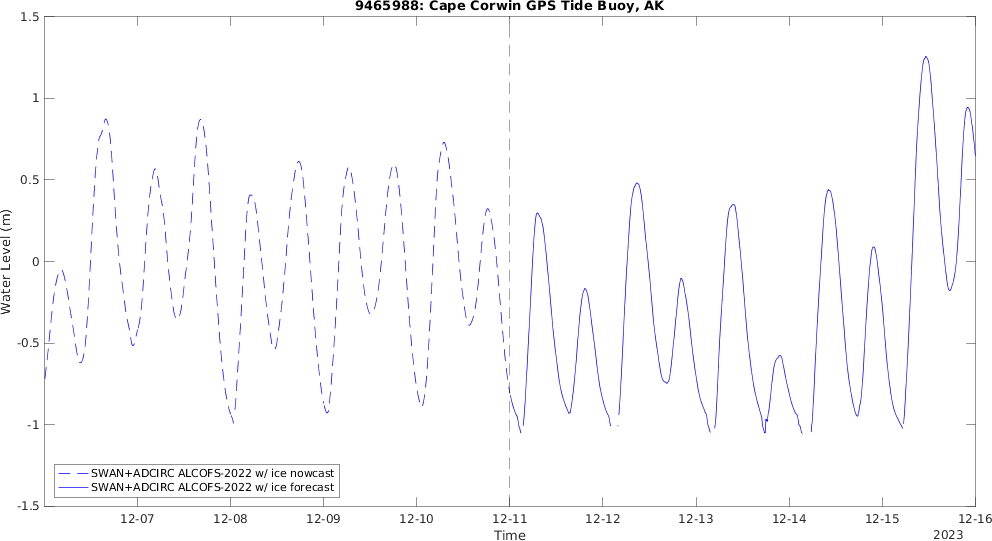 9465988: Cape Corwin GPS Tide Buoy, AK
1.5
1
0.5
0
-0.5
-1
-1.5
Water Level (m)
SWAN+ADCIRC ALCOFS-2022 w/ ice nowcast
SWAN+ADCIRC ALCOFS-2022 w/ ice forecast
12-07 12-08 12-09 12-10 12-11 12-12 12-13 12-14 12-15 12-16
Time
2023